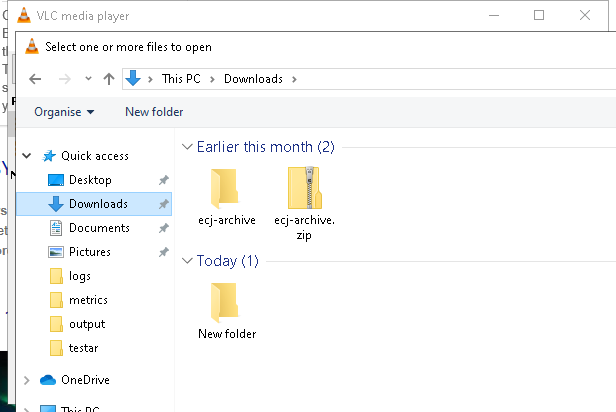 VLC media player
Select one or more files to open
This PC > Downloads >
Organise
New folder
Quick access
Desktop
Downloads
Documents
Pictures
logs
metrics
output
testar
OneDrive
This PC
Earlier this month (2)
ecj-archive
ecj-archive.
zip
Today (1)
New folder